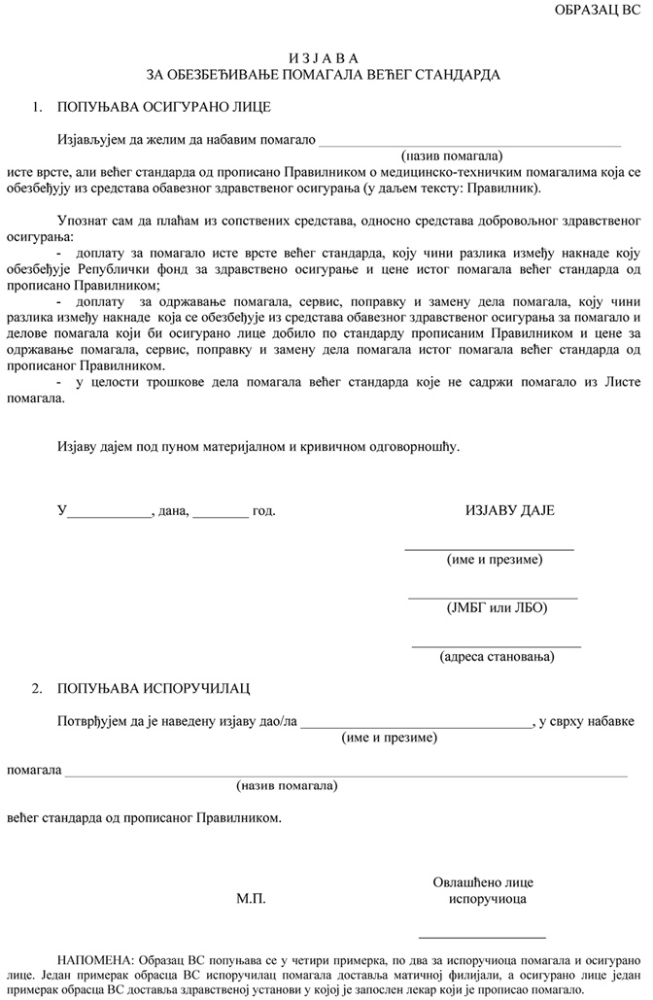 ОБРАЗАЦ ВС
И З Ј А В А
ЗА ОБЕЗБЕЂИВАЊЕ ПОМАГАЛА ВЕЋЕГ СТАНДАРДА
1. ПОПУЊАВА ОСИГУРАНО ЛИЦЕ
Изјављујем да желим да набавим помагало ____________________
(назив помагала)
исте врсте, али већег стандарда од прописано Правилником о медицинско-техничким помагалима која се
обезбеђују из средстава обавезног здравственог осигурања (у даљем тексту: Правилник).
Упознат сам да плаћам из сопствених средстава, односно средстава добровољног здравственог
осигурања:
- доплату за помагало исте врсте већег стандарда, коју чини разлика између накнаде коју
обезбеђује Републички фонд за здравствено осигурање и цене истог помагала већег стандарда од
прописано Правилником;
- доплату за одржавање помагала, сервис, поправку и замену дела помагала, коју чини
разлика између накнаде која се обезбеђује из средстава обавезног здравственог осигурања за помагало и
делове помагала који би осигурано лице добило по стандарду прописаним Правилником и цене за
одржавање помагала, сервис, поправку и замену дела помагала истог помагала већег стандарда од
прописаног Правилником.
- у целости трошкове дела помагала већег стандарда које не садржи помагало из Листе
помагала.
Изјаву дајем под пуном материјалном и кривичном одговорношћу.
У____________, дана, ________ год. ИЗЈАВУ ДАЈЕ
(име и презиме)
(ЈМБГ или ЛБО)
(адреса становања)
2. ПОПУЊАВА ИСПОРУЧИЛАЦ
Потврђујем да је наведену изјаву дао/ла ____________________, у сврху набавке
(име и презиме)
помагала ____________________
(назив помагала)
већег стандарда од прописаног Правилником.
Овлашћено лице
М.П. испоручиоца
НАПОМЕНА: Образац ВС попуњава се у четири примерка, по два за испоручиоца помагала и осигурано
лице. Један примерак обрасца ВС испоручилац помагала доставља матичној филијали, а осигурано лице један
примерак обрасца ВС доставља здравственој установи у којој је запослен лекар који је прописао помагало.